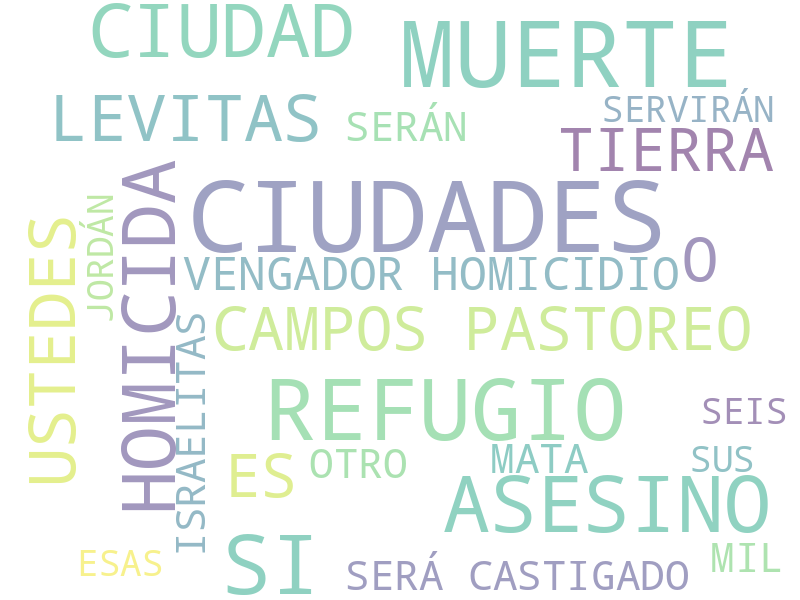 CIUDAD
MUERTE
LEVITAS
SERÁN
SERVIRÁN
TIERRA
CIUDADES
JORDÁN
HOMICIDA
USTEDES
O
VENGADOR HOMICIDIO
CAMPOS PASTOREO
ISRAELITAS
REFUGIO
SEIS
ES
OTRO
MATA
SUS
ASESINO
SI
ESAS
SERÁ CASTIGADO
MIL